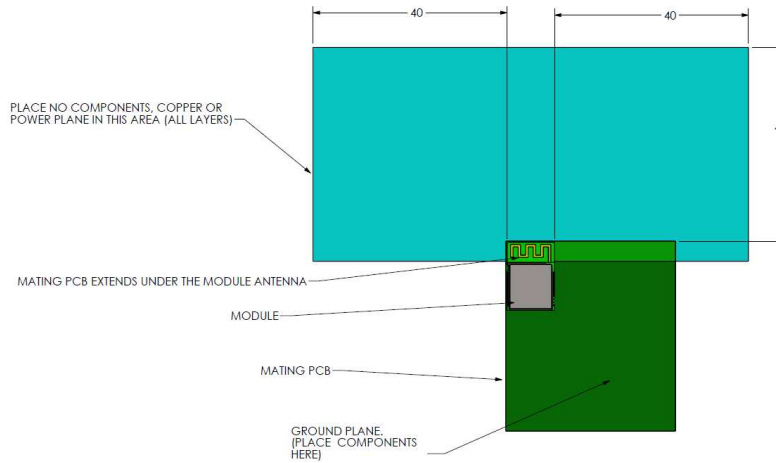 40
40
PLACE NO COMPONENTS, COPPER OR
POWER PLANE IN THIS AREA (ALL LAYERS)
MATING PCB EXTENDS UNDER THE MODULE ANTENNA
MODULE
MATING PCB
GROUND PLANE.
(PLACE COMPONENTS
HERE)